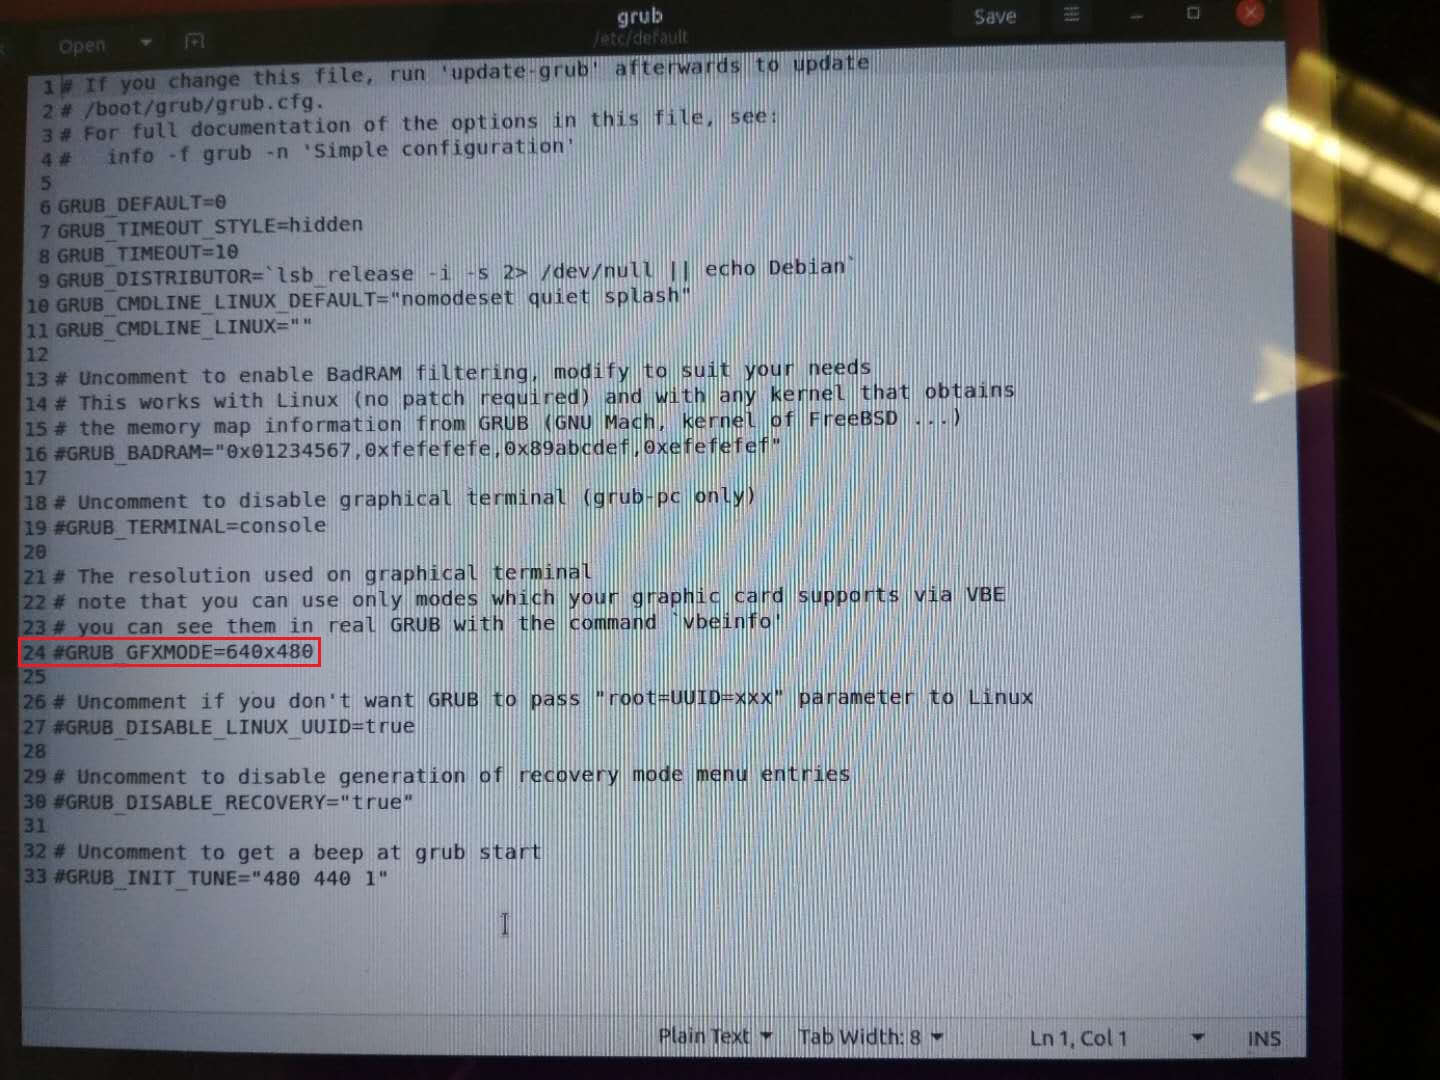 Open
grub
/etc/default
Save
1 # If you change this file, run 'update-grub' afterwards to update
2 # /boot/grub/grub.cfg.
3 # For full documentation of the options in this file, see:
4 #   info -f grub -n 'Simple configuration'
5
6 GRUB_DEFAULT=0
7 GRUB_TIMEOUT_STYLE=hidden
8 GRUB_TIMEOUT=10
9 GRUB_DISTRIBUTOR=`lsb_release -i -s 2> /dev/null || echo Debian`
10 GRUB_CMDLINE_LINUX_DEFAULT="nomodeset quiet splash"
11 GRUB_CMDLINE_LINUX=""
12
13 # Uncomment to enable BadRAM filtering, modify to suit your needs
14 # This works with Linux (no patch required) and with any kernel that obtains
15 # the memory map information from GRUB (GNU Mach, kernel of FreeBSD ...)
16 #GRUB_BADRAM="0x01234567,0xfefefefe,0x89abcdef,0xefefefef"
17
18 # Uncomment to disable graphical terminal (grub-pc only)
19 #GRUB_TERMINAL=console
20
21 # The resolution used on graphical terminal
22 # note that you can use only modes which your graphic card supports via VBE
23 # you can see them in real GRUB with the command `vbeinfo'
24 #GRUB_GFXMODE=640x480
25
26 # Uncomment if you don't want GRUB to pass "root=UUID=xxx" parameter to Linux
27 #GRUB_DISABLE_LINUX_UUID=true
28
29 # Uncomment to disable generation of recovery mode menu entries
30 #GRUB_DISABLE_RECOVERY="true"
31
32 # Uncomment to get a beep at grub start
33 #GRUB_INIT_TUNE="480 440 1"
Plain Text
Tab Width: 8
Ln 1, Col 1
INS